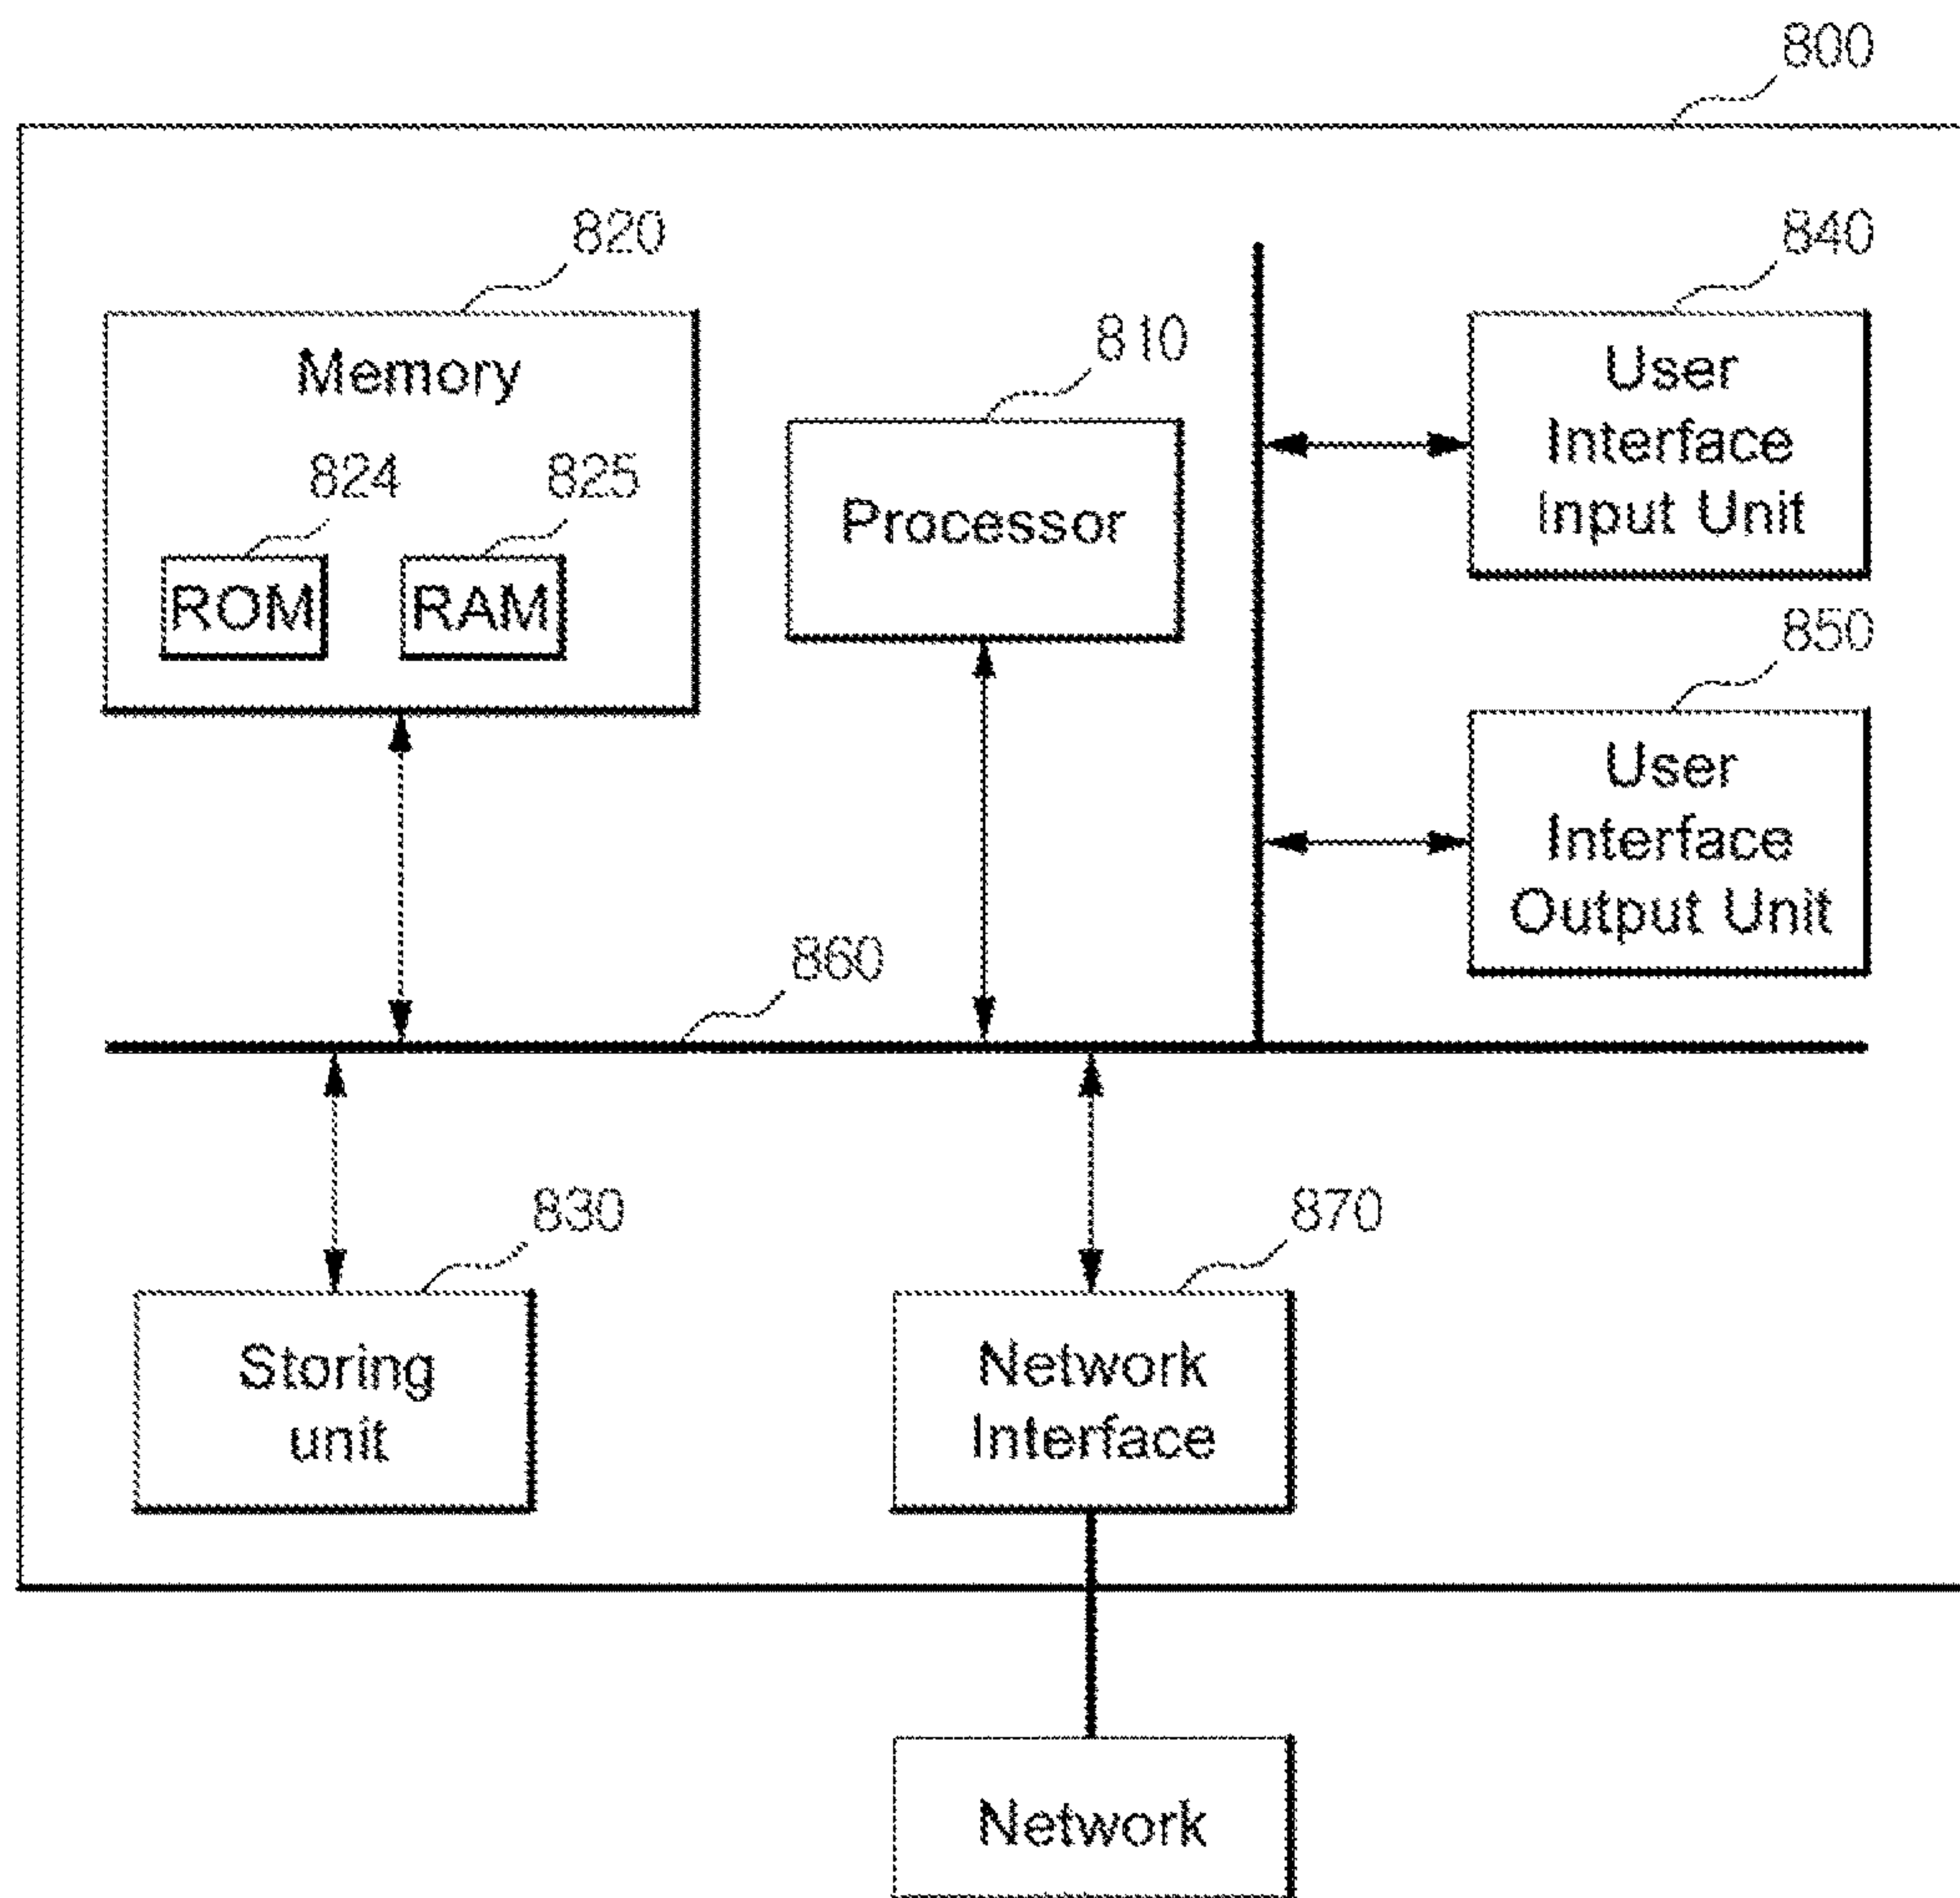 800
820
840
Memory
810
User
Interface
Input Unit
824
825
Processor
ROM
RAM
850
User
Interface
Output Unit
860
830
870
Storing
unit
Network
Interface
Network